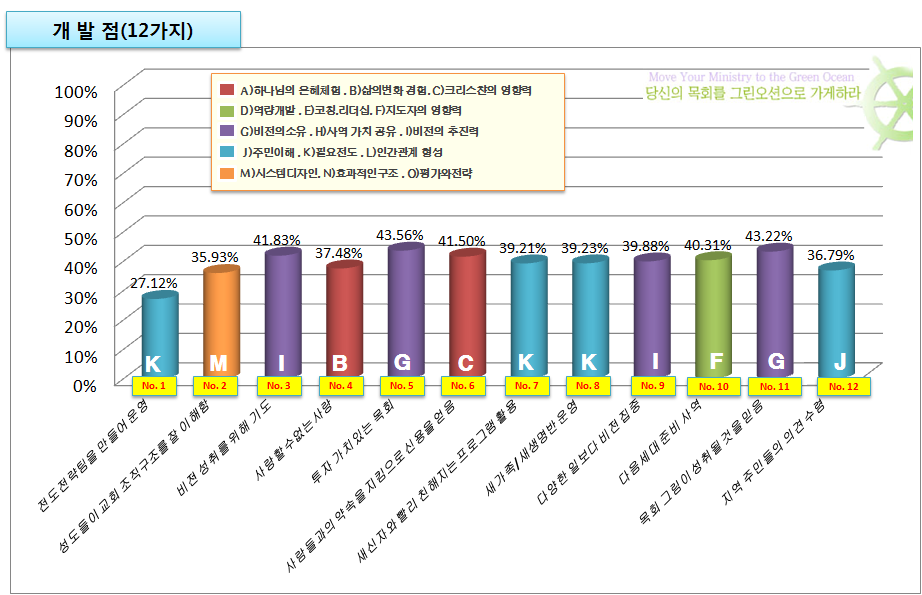 개 발 점(12가지)
Move Your Ministry to the Green Ocean
당신의 목회를 그린오션으로 가게하라
A)하나님의 은혜체험 . B)삶의변화 경험, C)크리스챤의 영향력
D)역량개발 . E)코칭,리더십, F)지도자의 영향력
G)비전의소유 . H)사역 가치 공유 . I)비전의 추진력
J)주민이해 . K)필요전도 . L)인간관계 형성
M)시스템디자인, N)효과적인구조 . O)평가와전략
100%
90%
80%
70%
60%
50%
40%
30%
20%
10%
0%
27.12%
35.93%
41.83%
37.48%
43.56%
41.50%
39.21%
39.23%
39.88%
40.31%
43.22%
36.79%
K M I B G C K K I F G J
No. 1 No. 2 No. 3 No. 4 No. 5 No. 6 No. 7 No. 8 No. 9 No. 10 No. 11 No. 12
전도전략팀을 만들어 운영
성도들이 교회 조직구조를 잘 이해함
비전 성취를 위해 기도
사랑할수없는 사랑
투자 가치있는 목회
사람들과의 약속을 지킴으로 신용을 얻음
새신자와 빨리 친해지는 프로그램 활용
새가족/새생명반 운영
다양한 일보다 비전 집중
다음세대 준비 사역
목회 그림이 성취될 것을 믿음
지역 주민들의 의견 수렴